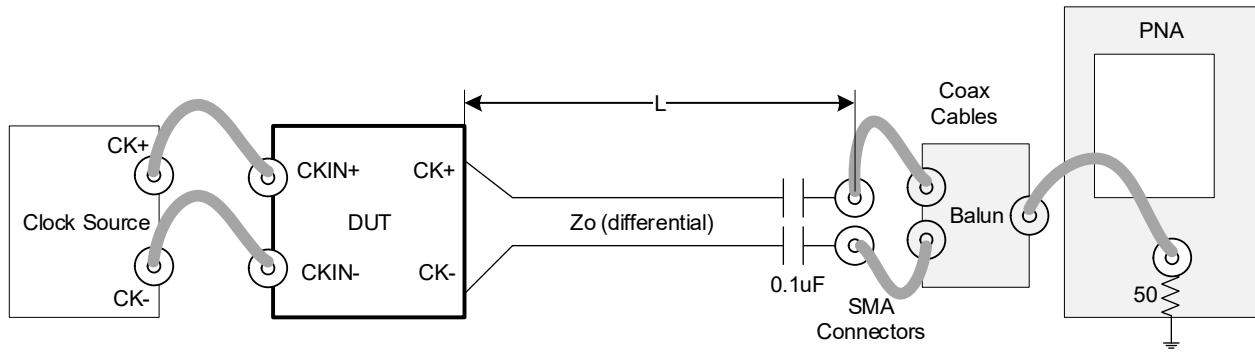 PNA
L
Coax
Cables
CK+
CKIN+
CK+
Clock Source
DUT
Zo (differential)
Balun
CK-
CKIN-
CK-
0.1uF
SMA
Connectors
50